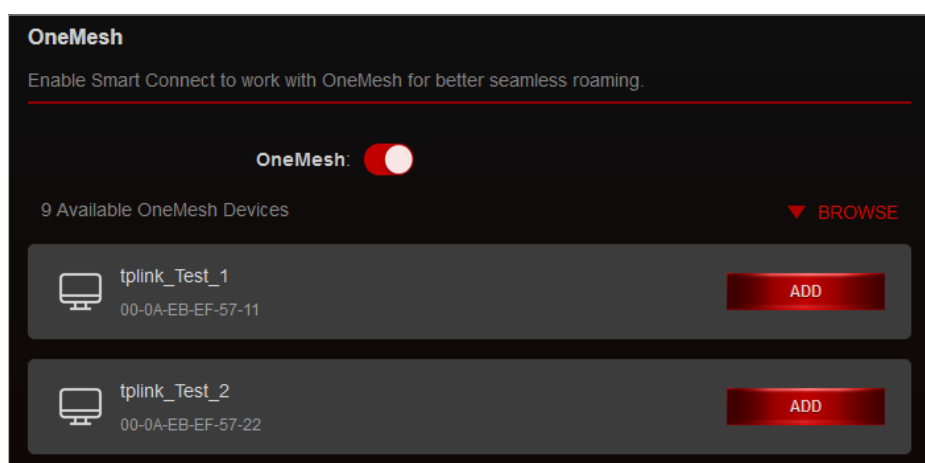 OneMesh
Enable Smart Connect to work with OneMesh for better seamless roaming.
OneMesh:
9 Available OneMesh Devices
BROWSE
tplink_Test_1
00-0A-EB-EF-57-11
ADD
tplink_Test_2
00-0A-EB-EF-57-22
ADD